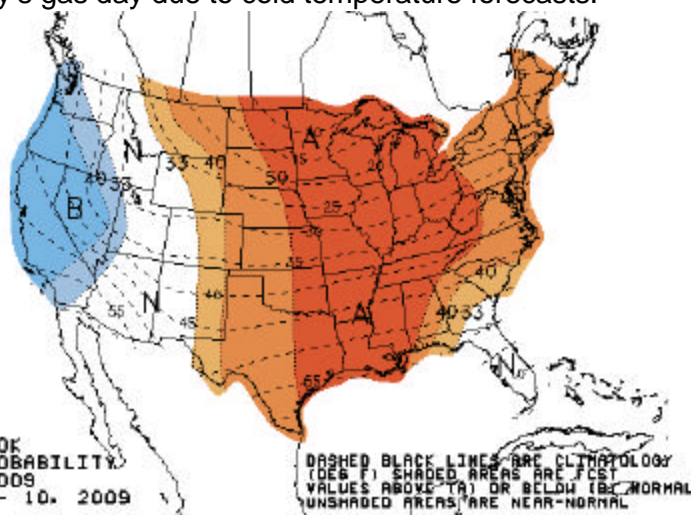 y's gas day due to cold temperature forecasts.
N
33 40
50
A
A
B
40 33
25
N
55
45
40
A
40
40 33
N
65
OK
OBABILITY
009
- 10. 2009
DASHED BLACK LINES ARE CLIMATOLOGY
(DEG F) SHADED AREAS ARE FCST
VALUES ABOVE (A) OR BELOW (B) NORMAL
UNSHADED AREAS ARE NEAR-NORMAL